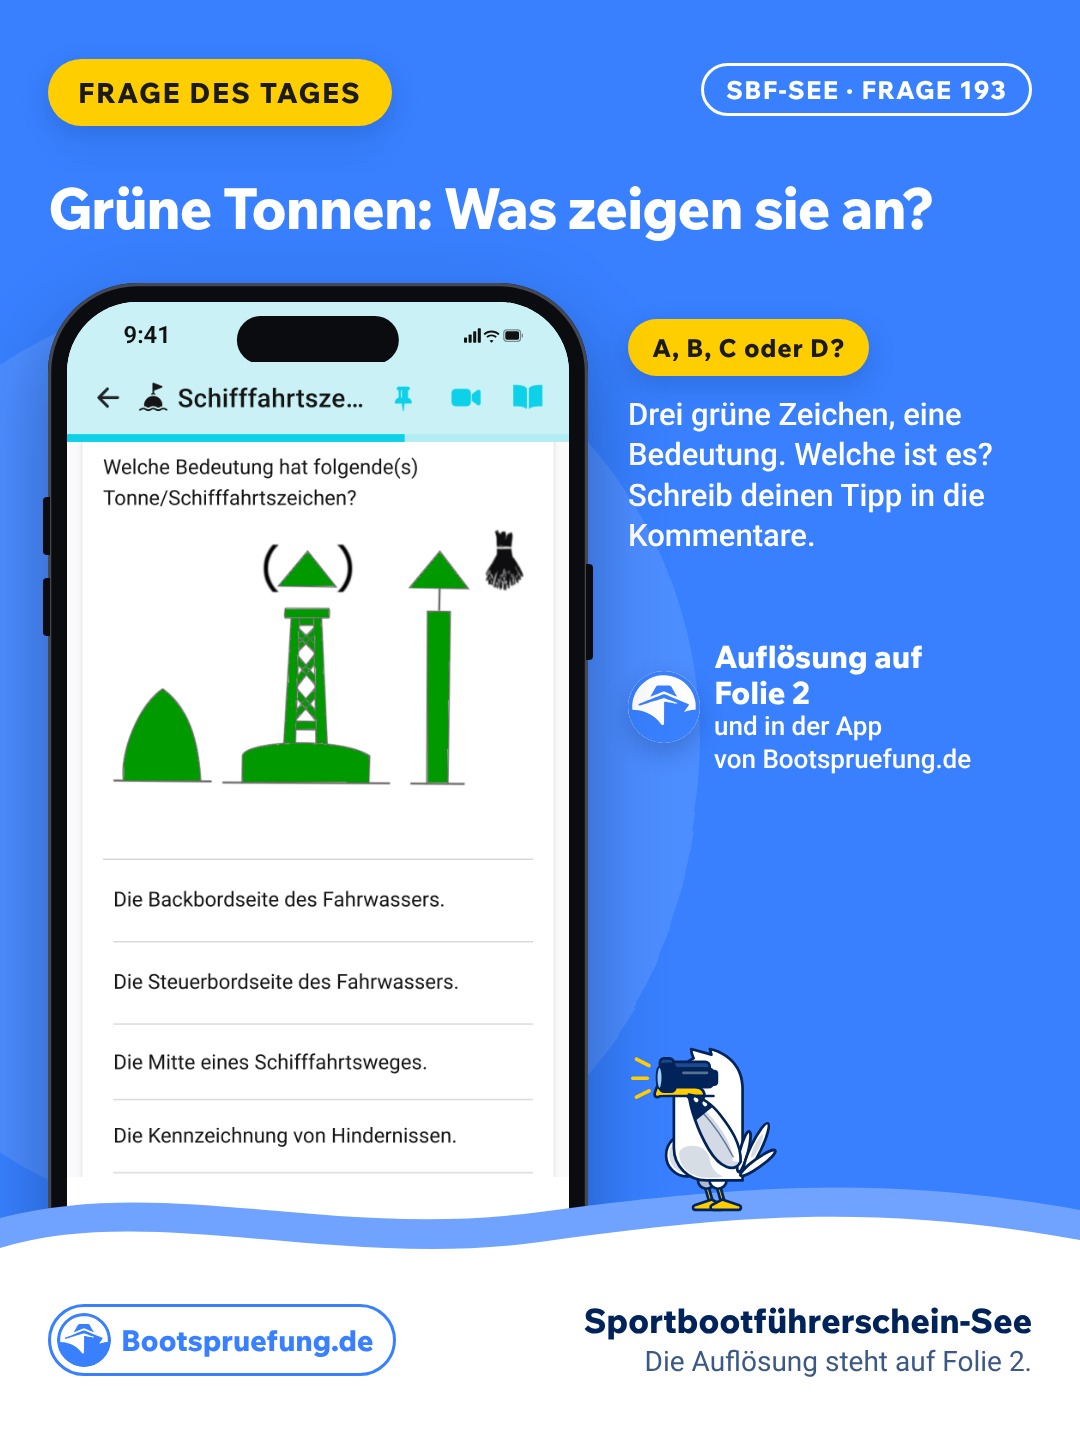 FRAGE DES TAGES
SBF-SEE · FRAGE 193
Grüne Tonnen: Was zeigen sie an?
9:41
Schifffahrtsze...
Welche Bedeutung hat folgende(s)
Tonne/Schifffahrtszeichen?
( )
Die Backbordseite des Fahrwassers.
Die Steuerbordseite des Fahrwassers.
Die Mitte eines Schifffahrtsweges.
Die Kennzeichnung von Hindernissen.
A, B, C oder D?
Drei grüne Zeichen, eine
Bedeutung. Welche ist es?
Schreib deinen Tipp in die
Kommentare.
Auflösung auf
Folie 2
und in der App
von Bootspruefung.de
Bootspruefung.de
Sportbootführerschein-See
Die Auflösung steht auf Folie 2.